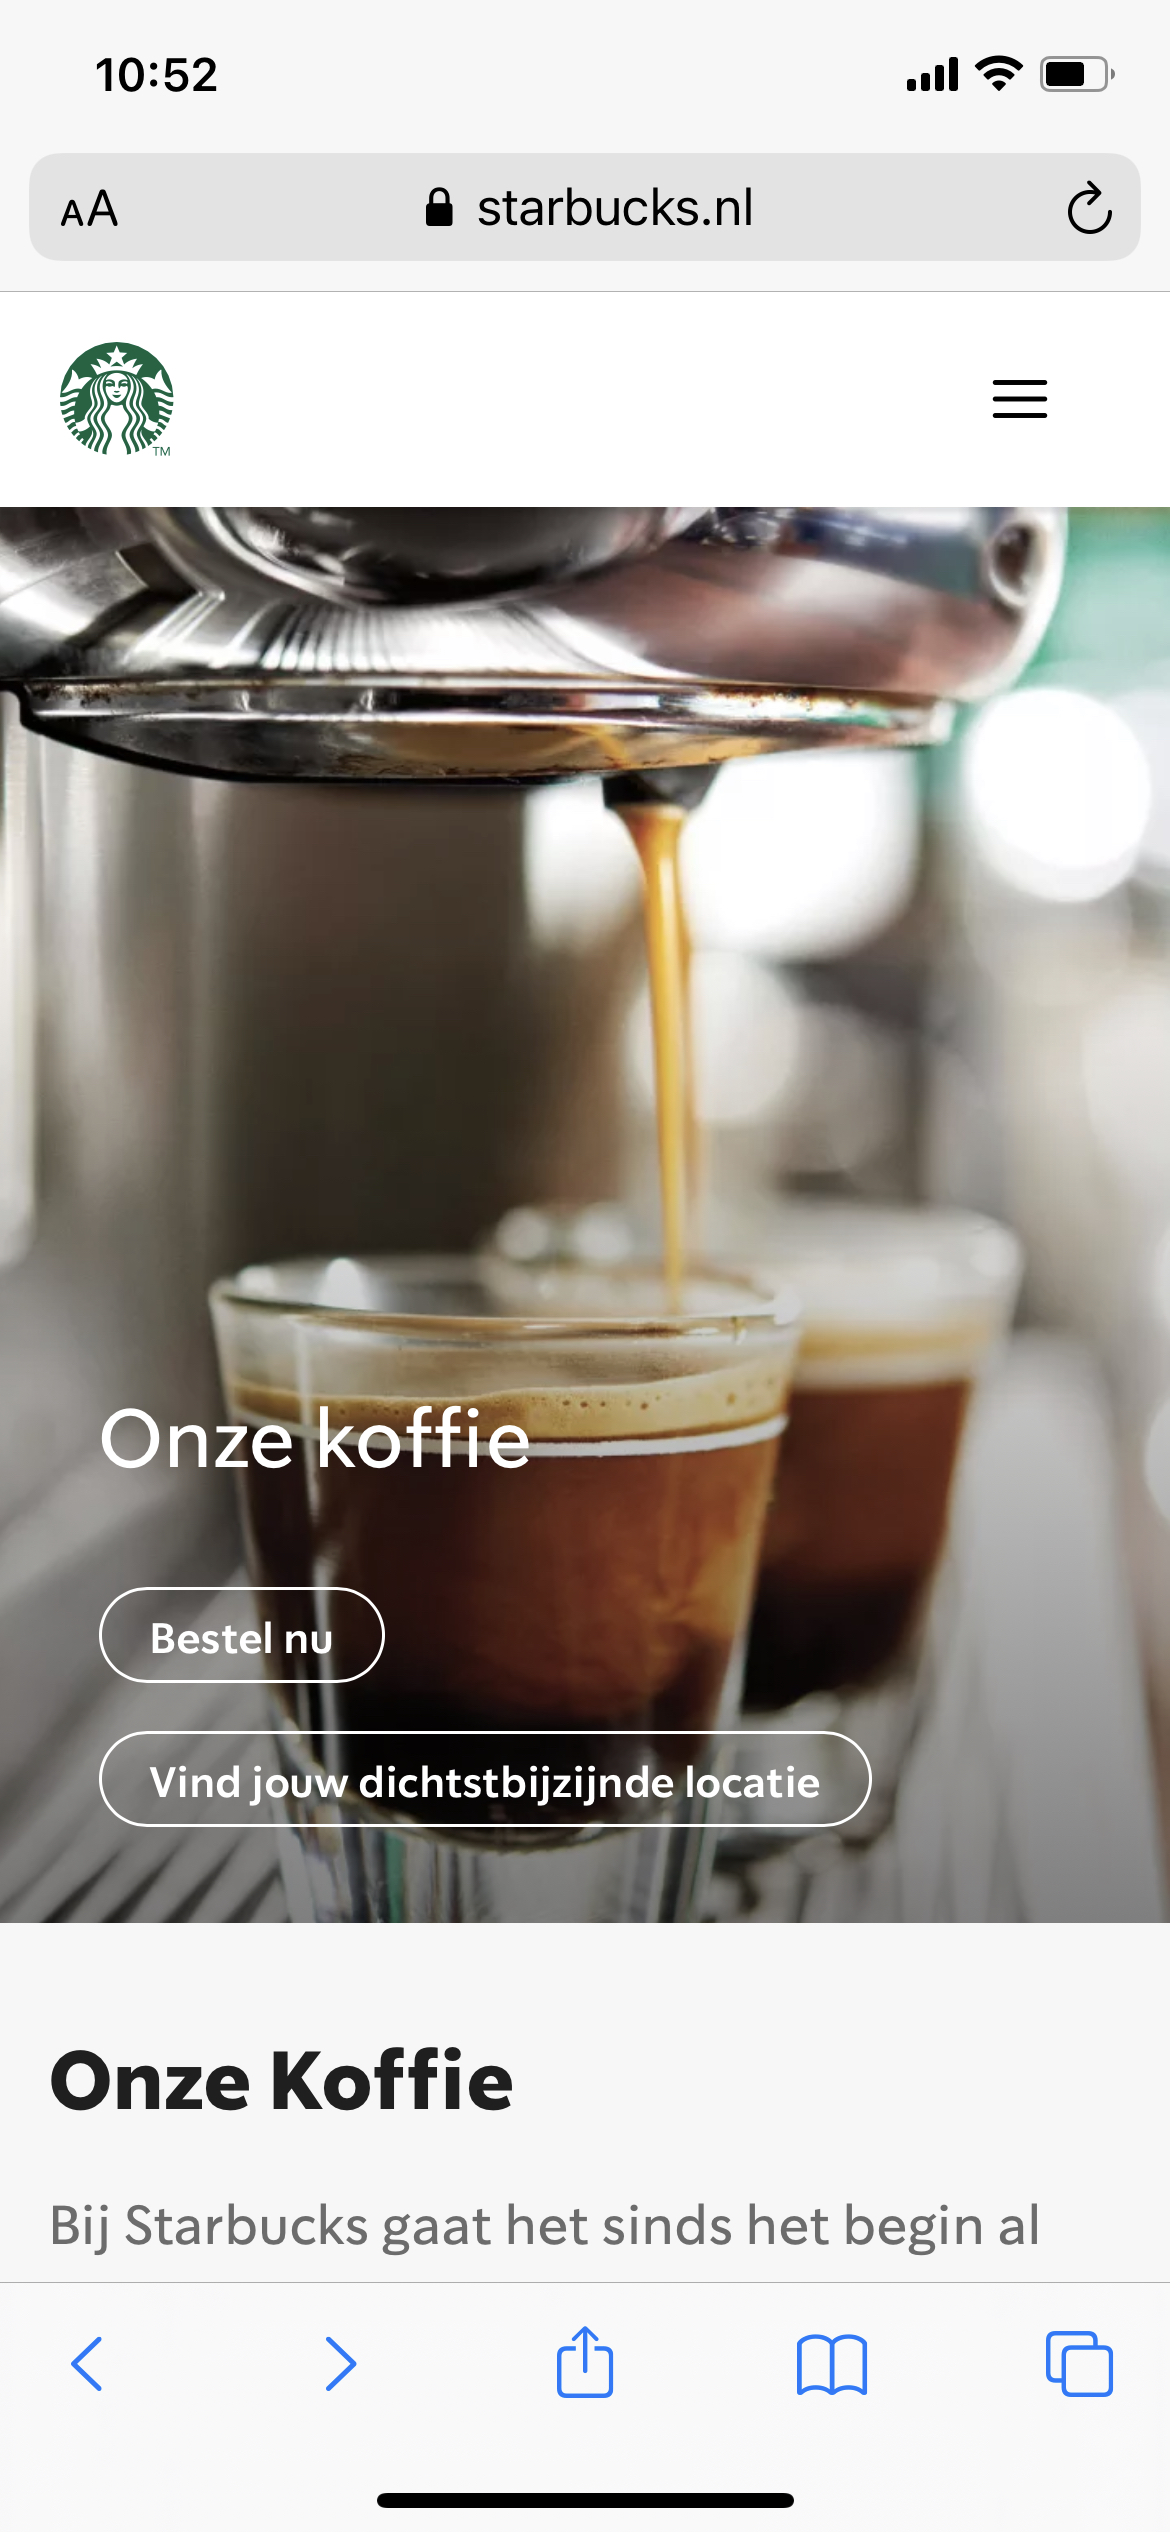 10:52
AA starbucks.nl
TM
Onze koffie
Bestel nu
Vind jouw dichtstbijzijnde locatie
Onze Koffie
Bij Starbucks gaat het sinds het begin al